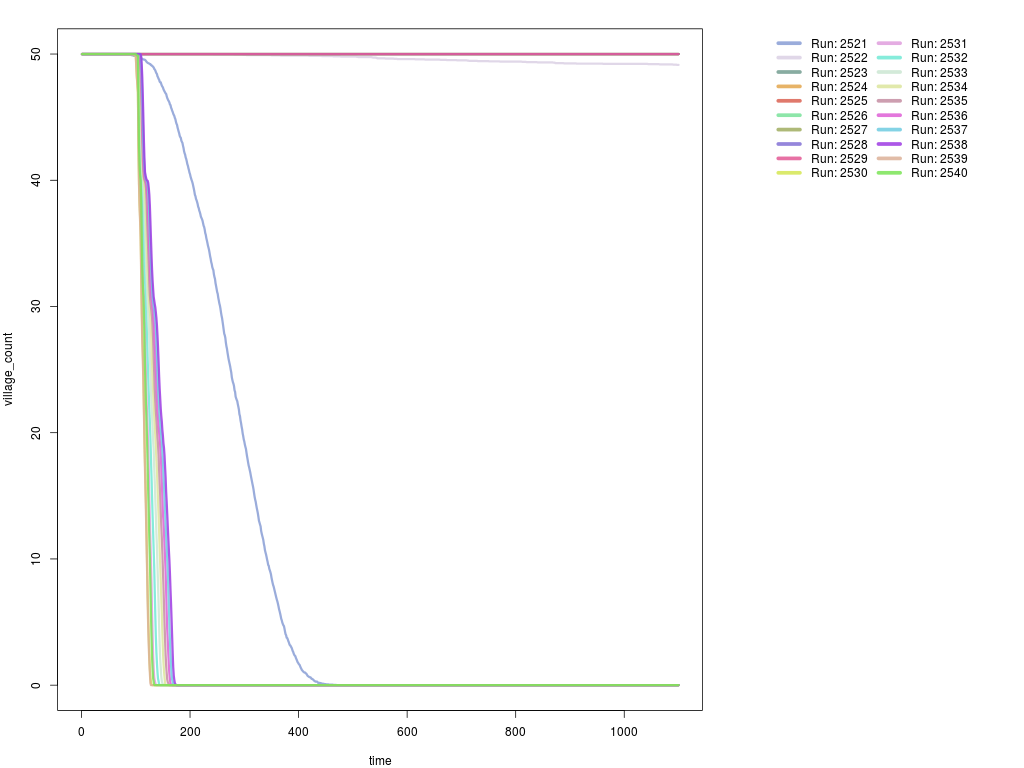 50
40
30
20
10
0
village_count
0 200 400 600 800 1000
time
Run: 2521 Run: 2531
Run: 2522 Run: 2532
Run: 2523 Run: 2533
Run: 2524 Run: 2534
Run: 2525 Run: 2535
Run: 2526 Run: 2536
Run: 2527 Run: 2537
Run: 2528 Run: 2538
Run: 2529 Run: 2539
Run: 2530 Run: 2540